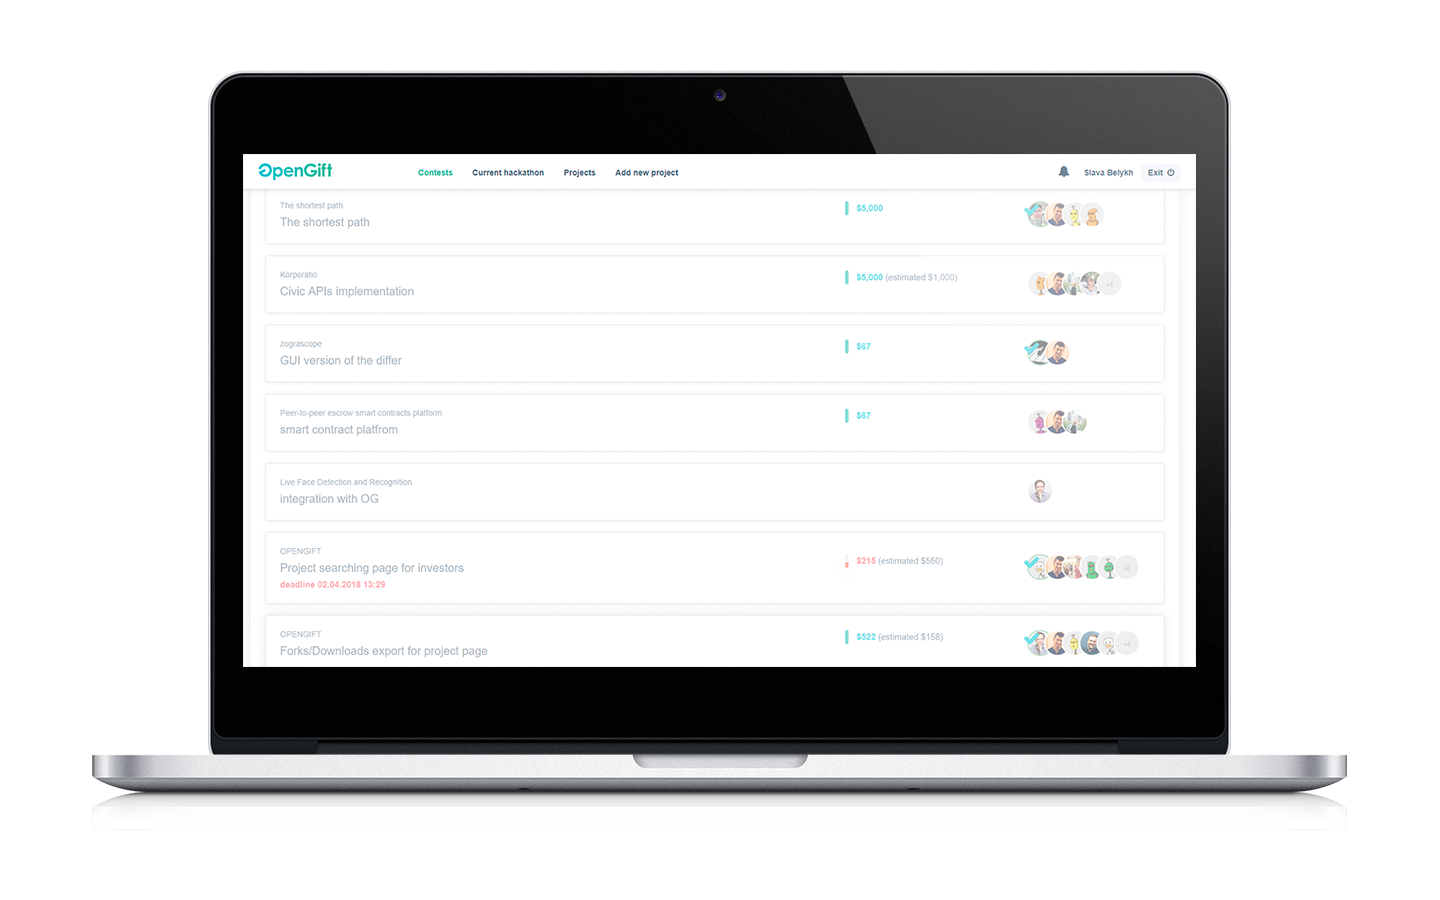 OpenGift Contests Current hackathon Projects Add new project Slava Belykh Exit
The shortest path
The shortest path
$5,000
Korporatio
Civic APIs implementation
$5,000 (estimated $1,000)
+4
zograscope
GUI version of the differ
$67
Peer-to-peer escrow smart contracts platform
smart contract platfrom
$67
Live Face Detection and Recognition
integration with OG
OPENGIFT
Project searching page for investors
deadline 02.04.2018 13:29
$215 (estimated $550)
OPENGIFT
Forks/Downloads export for project page
$522 (estimated $158)